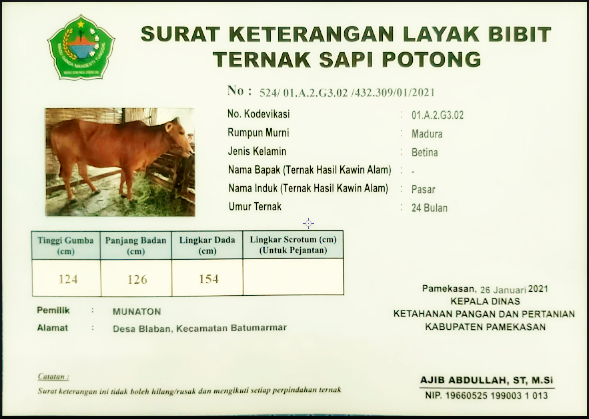 SURAT KETERANGAN LAYAK BIBIT
TERNAK SAPI POTONG
No : 524/ 01.A.2.G3.02 /432.309/01/2021
No. Kodevikasi : 01.A.2.G3.02
Rumpun Murni : Madura
Jenis Kelamin : Betina
Nama Bapak (Ternak Hasil Kawin Alam) : -
Nama Induk (Ternak Hasil Kawin Alam) : Pasar
Umur Ternak : 24 Bulan
Tinggi Gumba (cm) Panjang Badan (cm) Lingkar Dada (cm) Lingkar Scrotum (cm) (Untuk Pejantan)
124 126 154
Pemilik : MUNATON
Alamat : Desa Blaban, Kecamatan Batumarmar
Pamekasan, 26 Januari 2021
KEPALA DINAS
KETAHANAN PANGAN DAN PERTANIAN
KABUPATEN PAMEKASAN
AJIB ABDULLAH, ST, M.Si
NIP. 19660525 199003 1 013
Catatan :
Surat keterangan ini tidak boleh hilang/rusak dan mengikuti setiap perpindahan ternak